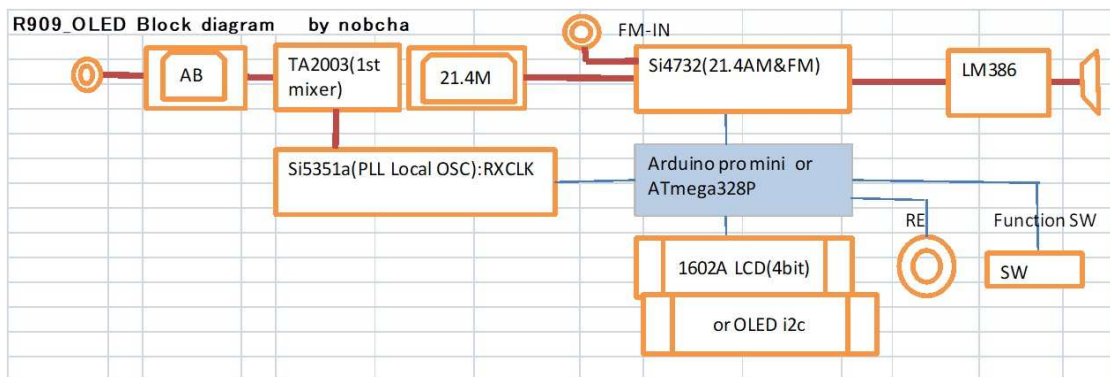 R909_OLED Block diagram by nobcha
FM-IN
AB
TA2003(1st
mixer)
21.4M
Si4732(21.4AM&FM)
LM386
Si5351a(PLL Local OSC):RXCLK
Arduino pro mini or
ATmega328P
RE
Function SW
1602A LCD(4bit)
SW
or OLED i2c